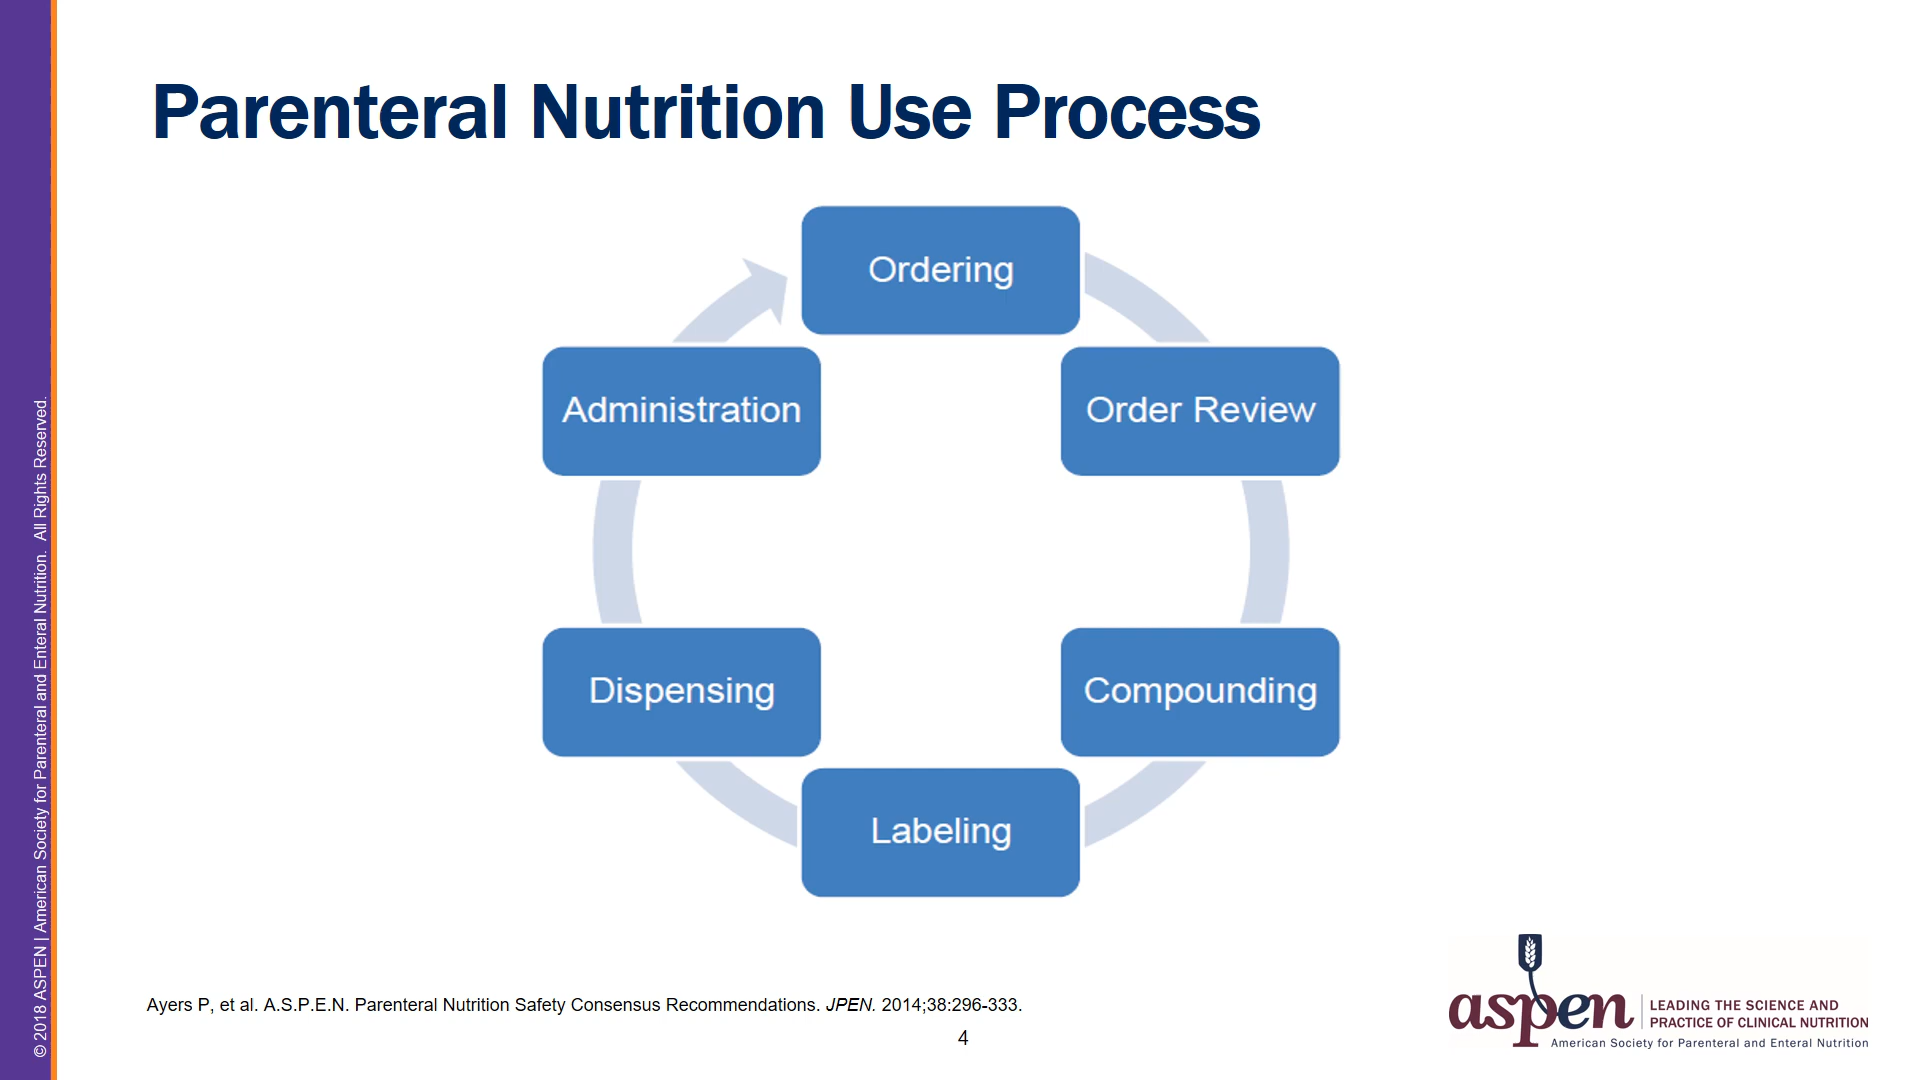 Parenteral Nutrition Use Process
Ordering
Order Review
Compounding
Labeling
Dispensing
Administration
Ayers P, et al. A.S.P.E.N. Parenteral Nutrition Safety Consensus Recommendations. JPEN. 2014;38:296-333.
4
aspen
LEADING THE SCIENCE AND
PRACTICE OF CLINICAL NUTRITION
American Society for Parenteral and Enteral Nutrition
© 2018 ASPEN | American Society for Parenteral and Enteral Nutrition. All Rights Reserved.